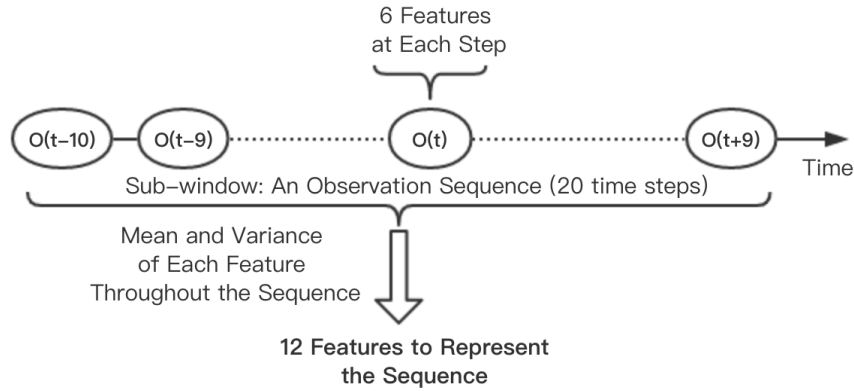 6 Features
at Each Step
O(t−10)
O(t−9)
O(t)
O(t+9)
Time
Sub−window: An Observation Sequence (20 time steps)
Mean and Variance
of Each Feature
Throughout the Sequence
12 Features to Represent
the Sequence